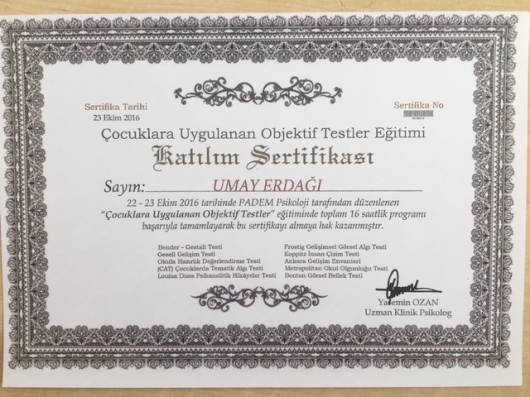 Sertifika Tarihi
23 Ekim 2016
Sertifika No
Çocuklara Uygulanan Objektif Testler Eğitimi
Katılım Sertifikası
Sayın: UMAY ERDAĞI
22 - 23 Ekim 2016 tarihinde PADEM Psikoloji tarafından düzenlenen
"Çocuklara Uygulanan Objektif Testler" eğitiminde toplam 16 saatlik programı
başarıyla tamamlayarak bu sertifikayı almaya hak kazanmıştır.
Bender - Gestalt Testi
Gesell Gelişim Testi
Okula Hazırlık Değerlendirme Testi
(CAT) Çocuklarda Tematik Algı Testi
Louisa Duss Psikanalitik Hikayeler Testi
Frostig Gelişimsel Görsel Algı Testi
Koppitz İnsan Çizim Testi
Ankara Gelişim Envanteri
Metropolitan Okul Olgunluğu Testi
Benton Görsel Bellek Testi
Yasemin OZAN
Uzman Klinik Psikolog